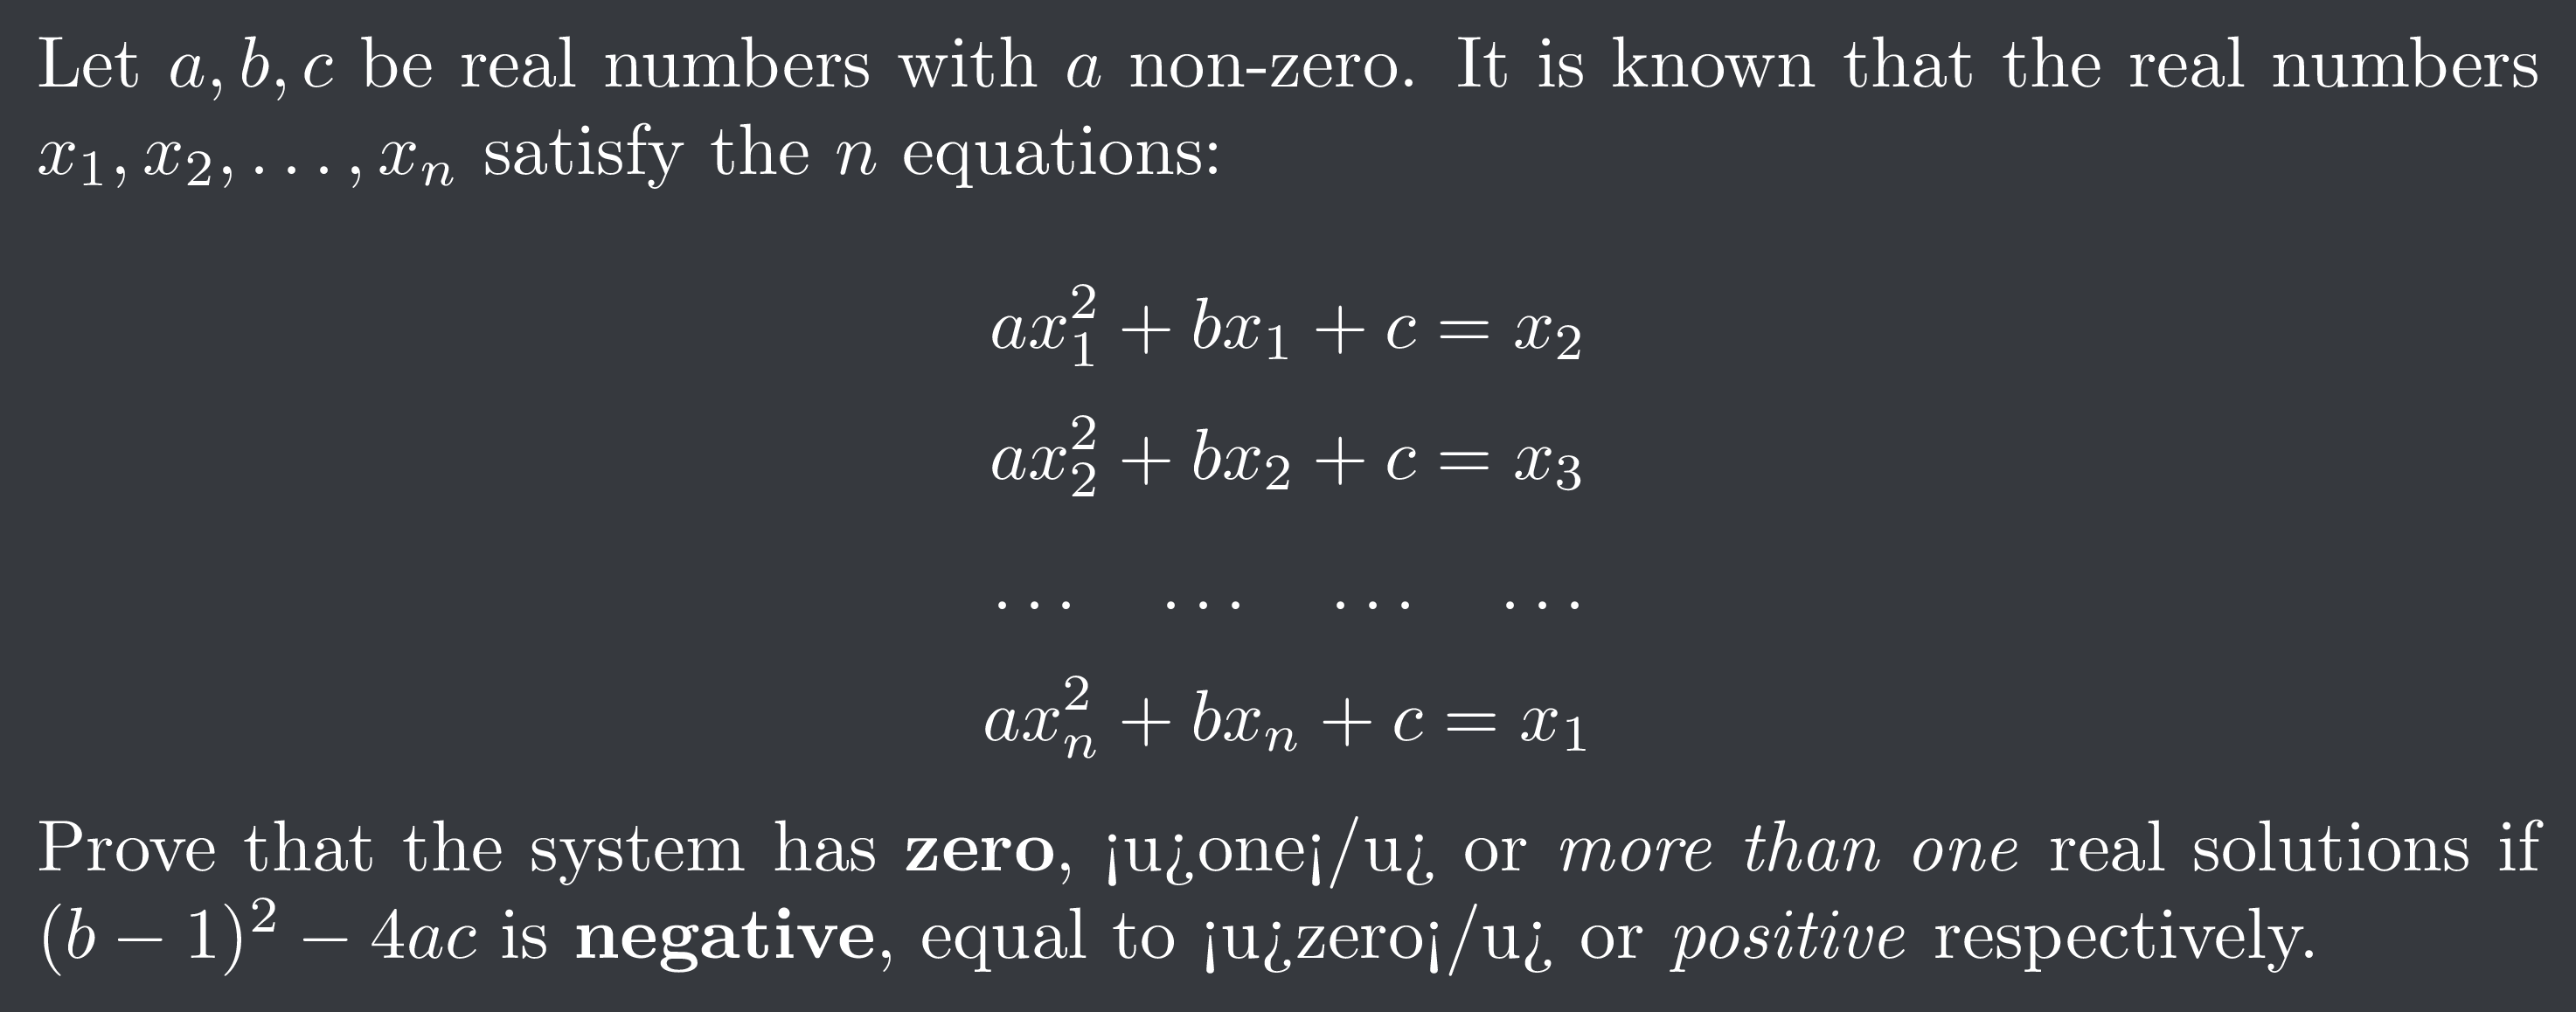 Let a, b, c be real numbers with a non-zero. It is known that the real numbers
x₁, x₂, . . . , xₙ satisfy the n equations:
ax₁² + bx₁ + c = x₂
ax₂² + bx₂ + c = x₃
. . . . . . . . . . . .
axₙ² + bxₙ + c = x₁
Prove that the system has zero, ¡u¿one¡/u¿ or more than one real solutions if
(b − 1)² − 4ac is negative, equal to ¡u¿zero¡/u¿ or positive respectively.